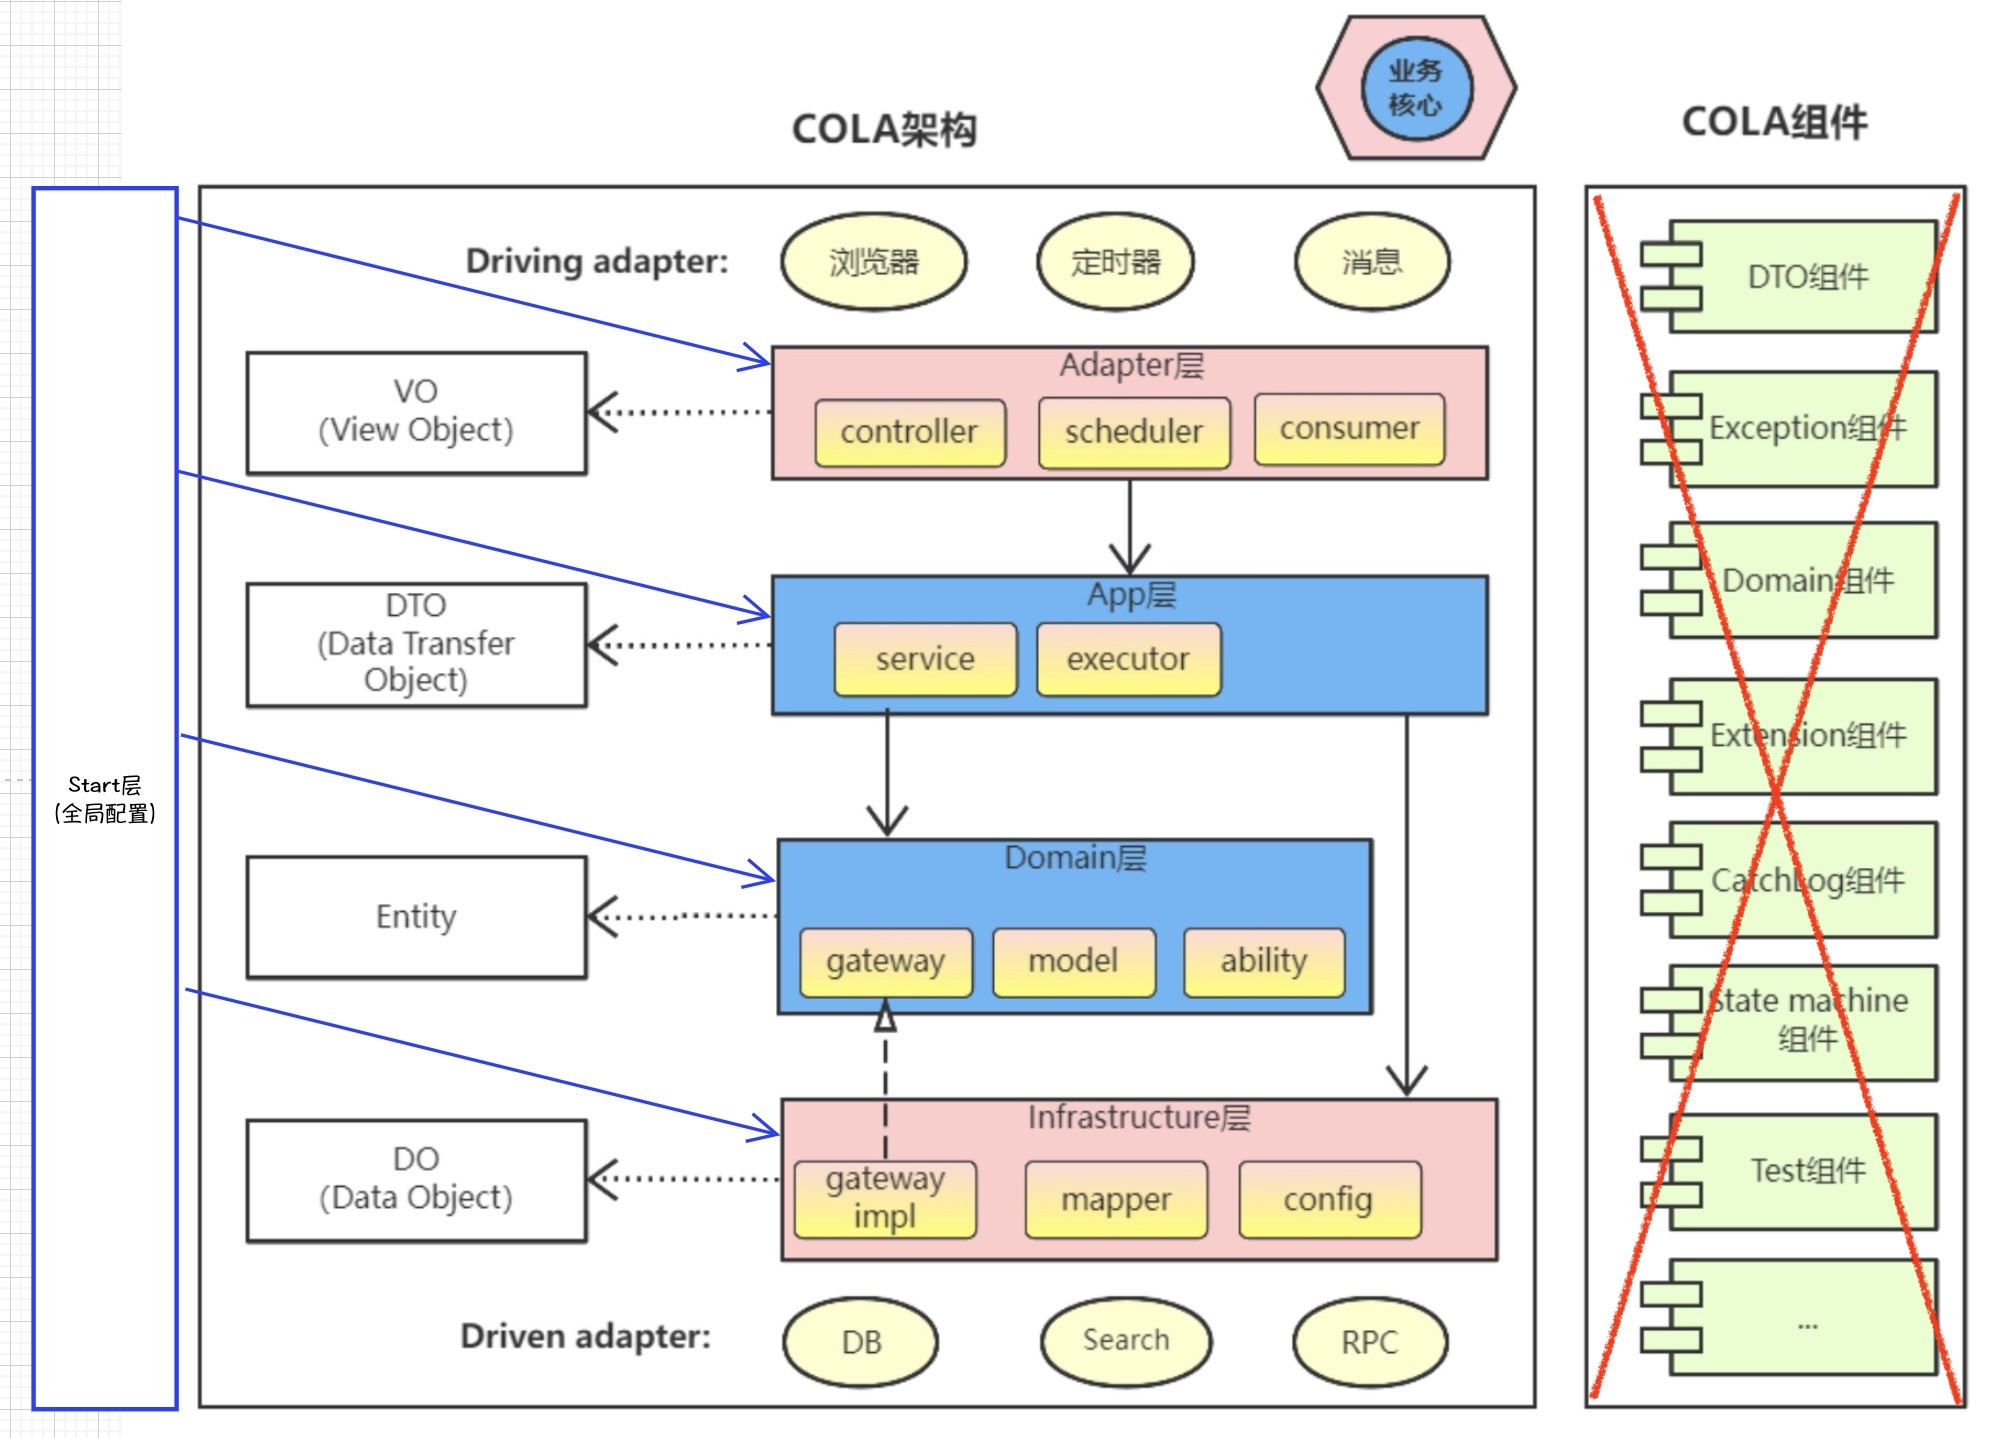 业务
核心
COLA架构
COLA组件
Driving adapter:
浏览器
定时器
消息
Adapter层
controller
scheduler
consumer
VO
(View Object)
App层
service
executor
DTO
(Data Transfer
Object)
Start层
(全局配置)
Domain层
gateway
model
ability
Entity
Infrastructure层
gateway
impl
mapper
config
DO
(Data Object)
Driven adapter:
DB
Search
RPC
DTO组件
Exception组件
Domain组件
Extension组件
CatchLog组件
State machine
组件
Test组件
...